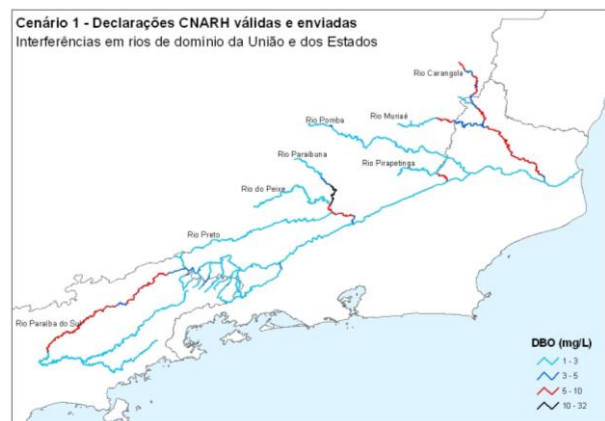 Cenário 1 - Declarações CNARH válidas e enviadas
Interferências em rios de dominio da União e dos Estados
Rio Carangola
Rio Pomba
Rio Muriaé
Rio Paraibuna
Rio Pirapetinga
Rio do Peixe
Rio Preto
Rio Paraíba do Sul
DBO (mg/L)
1 - 3
3 - 5
5 - 10
10 - 32